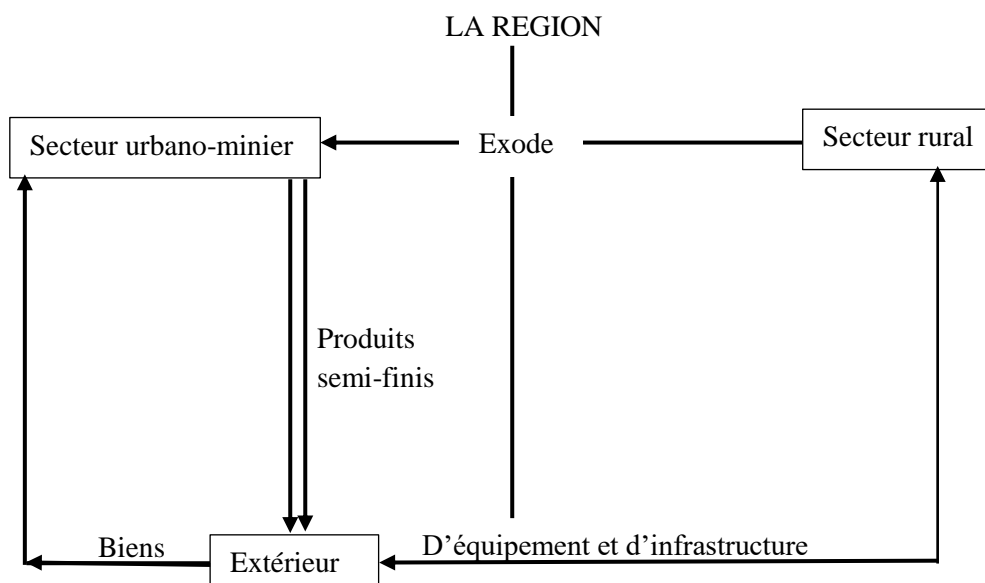 LA REGION
Secteur urbano-minier
Exode
Secteur rural
Produits
semi-finis
Biens
Extérieur
D’équipement et d’infrastructure